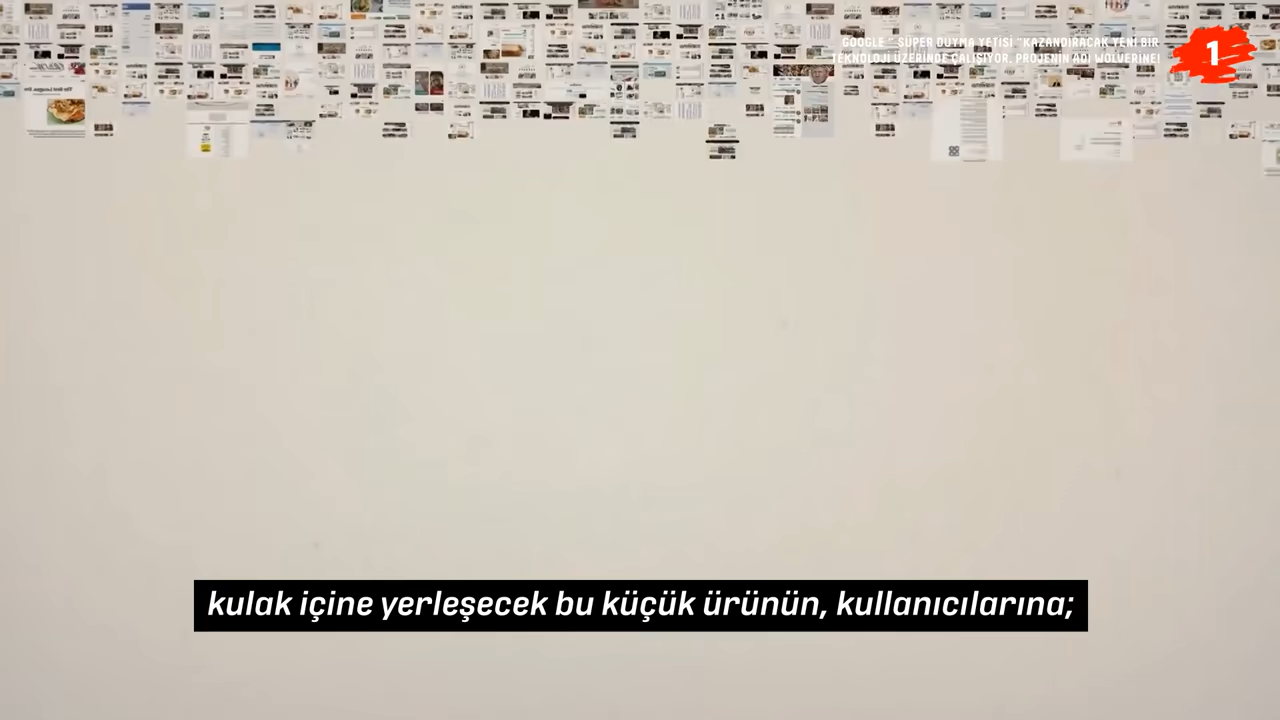 GOOGLE " SÜPER DUYMA YETİSİ "KAZANDIRACAK YENİ BİR
TEKNOLOJİ ÜZERİNDE ÇALIŞIYOR. PROJENİN ADI WOLVERINE!
1
kulak içine yerleşecek bu küçük ürünün, kullanıcılarına;